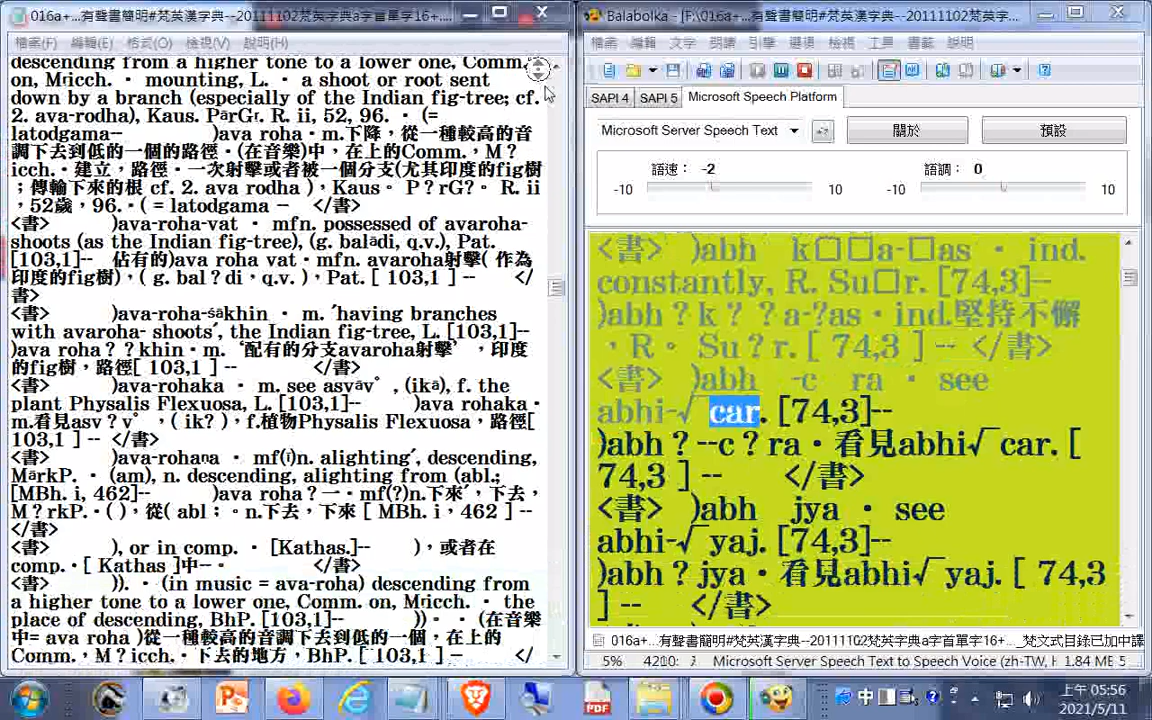 016a+...有聲書簡明#梵英漢字典--20111102梵英字典a字首單字16+...
檔案(F) 編輯(E) 格式(O) 檢視(V) 說明(H)
descending from a higher tone to a lower one, Comm.
on, Mṛicch. • mounting, L. • a shoot or root sent
down by a branch (especially of the Indian fig-tree; cf.
2. ava-rodha), Kaus. PārGṛ. R. ii, 52, 96. • (=
latodgama-- )ava roha • m.下降，從一種較高的音
調下去到低的一個的路徑•(在音樂)中，在上的Comm.，M？
icch.•建立，路徑•一次射擊或者被一個分支(尤其印度的fig樹
；傳輸下來的根 cf. 2. ava rodha )，Kaus。 P？rG？。 R. ii
，52歲，96.•( = latodgama -- </書>
<書> )ava-roha-vat • mfn. possessed of avaroha-
shoots (as the Indian fig-tree), (g. balādi, q.v.), Pat.
[103,1]-- 佔有的)ava roha vat•mfn. avaroha射擊( 作為
印度的fig樹)，( g. bal？di，q.v. )，Pat. [ 103,1 ] </
書>
<書> )ava-roha-śākhin • m. 'having branches
with avaroha- shoots', the Indian fig-tree, L. [103,1]--
)ava roha？？khin•m.‘配有的分支avaroha射擊’，印度
的fig樹，路徑[ 103,1 ] </書>
<書> )ava-rohaka • m. see asvāv°, (ikā), f. the
plant Physalis Flexuosa, L. [103,1]-- )ava rohaka•
m.看見asv？v°，( ik？)，f.植物Physalis Flexuosa，路徑
[103,1 ] -- </書>
<書> )ava-rohaṇa • mf(ī)n. alighting', descending,
MārkP. • (am), n. descending, alighting from (abl.;
[MBh. i, 462]-- )ava roha？一•mf(?)n.下來′，下去，
M？rkP.•( )，從( abl；。n.下去，下來 [ MBh. i，462 ] --
</書>
<書> ), or in comp. • [Kathas.]-- )，或者在
comp.•[ Kathas ]中--• </書>
<書> )). • (in music = ava-roha) descending from
a higher tone to a lower one, Comm. on, Mṛicch. • the
place of descending, BhP. [103,1]-- ))••(在音樂
中= ava roha )從一種較高的音調下去到低的一個，在上的
Comm.，M？icch.•下去的地方，BhP. [ 103,1 ] -- </
Balabolka - [F:\016a+...有聲書簡明#梵英漢字典--20111102梵英字...
檔案 編輯 文字 朗讀 引擎 選項 檢視 工具 書籤 說明
SAPI 4 SAPI 5 Microsoft Speech Platform
Microsoft Server Speech Text 關於 預設
語速： -2 語調： 0
-10 10 -10 10
<書> )abh k□□a-□as • ind.
constantly, R. Su□r. [74,3]--
)abh？k？？a-?as•ind.堅持不懈
，R。 Su？r. [ 74,3 ] -- </書>
<書> )abh -c ra • see
abhi-√ car. [74,3]--
)abh？--c？ra•看見abhi√ car. [
74,3 ] -- </書>
<書> )abh jya • see
abhi-√ yaj. [74,3]--
)abh？jya•看見abhi√ yaj. [ 74,3
] -- </書>
016a+...有聲書簡明#梵英漢字典--20111102梵英字典a字首單字16+..._梵文式目錄已加中譯
5% Microsoft Server Speech Text to Speech Voice (zh-TW, H 1.84 MB
中
上午 05:56
2021/5/11